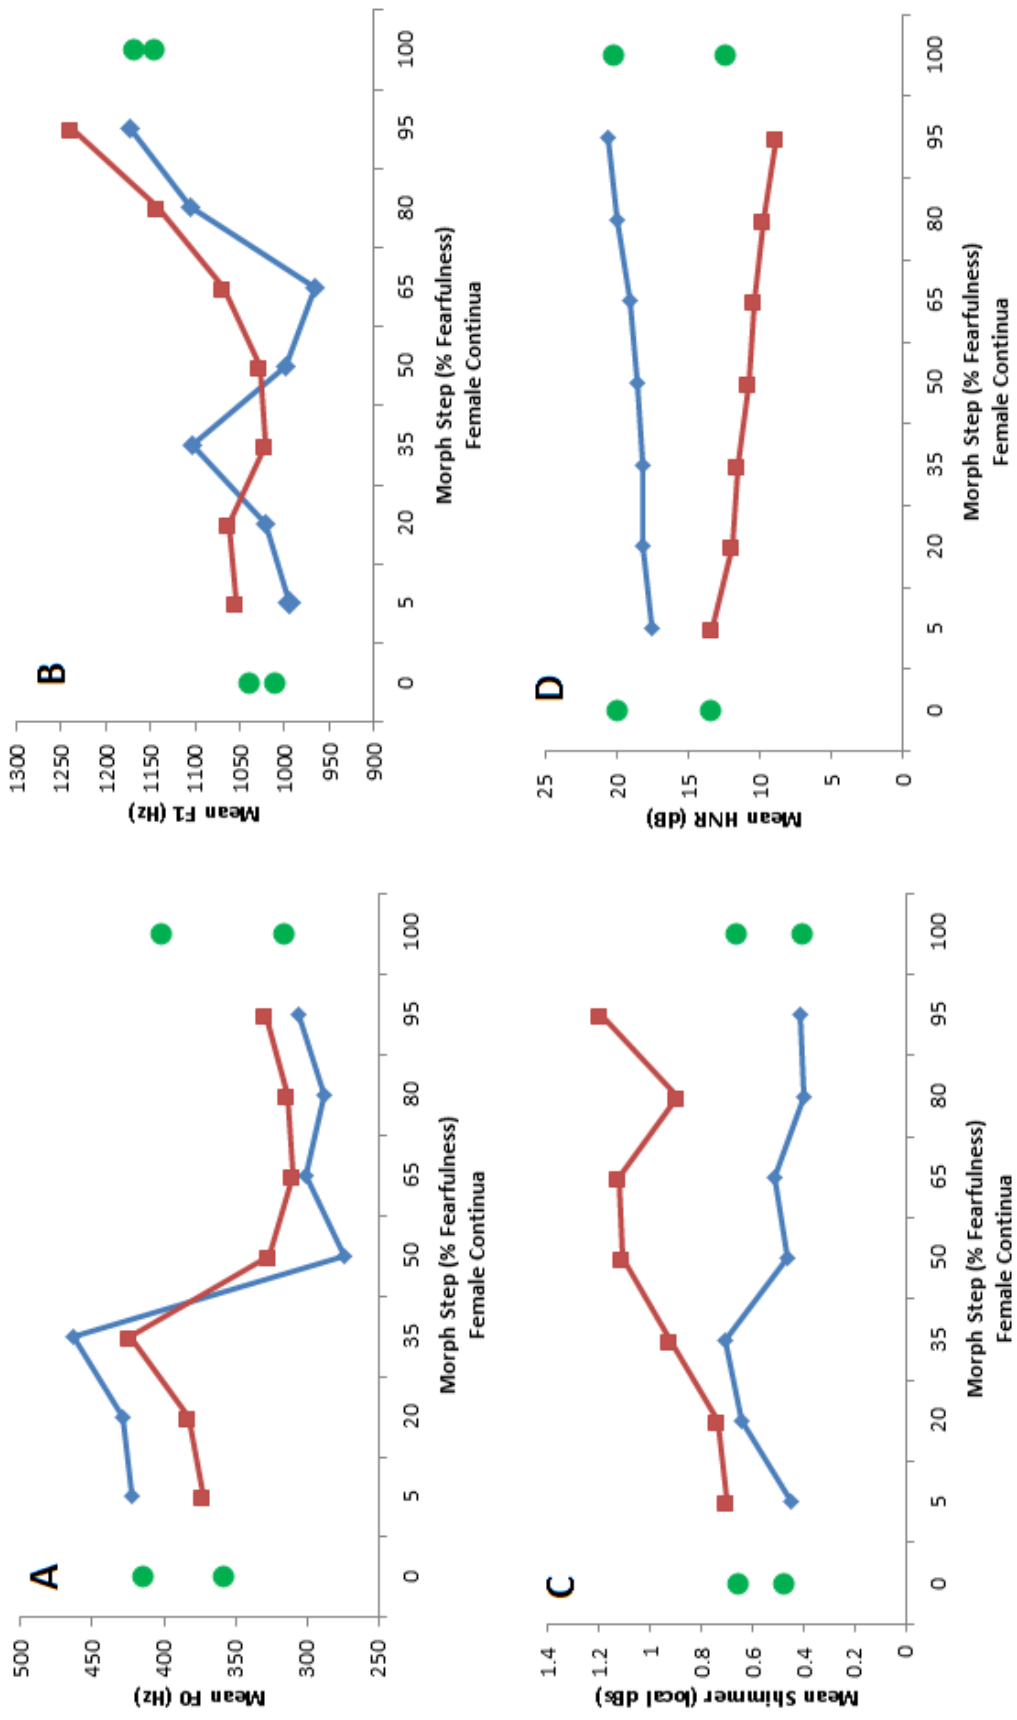 A
500
450
400
350
300
250
Mean F0 (Hz)
0 5 20 35 50 65 80 95 100
Morph Step (% Fearfulness)
Female Continua
B
1300
1250
1200
1150
1100
1050
1000
950
900
Mean F1 (Hz)
0 5 20 35 50 65 80 95 100
Morph Step (% Fearfulness)
Female Continua
C
1.4
1.2
1
0.8
0.6
0.4
0.2
0
Mean Shimmer (local dBs)
0 5 20 35 50 65 80 95 100
Morph Step (% Fearfulness)
Female Continua
D
25
20
15
10
5
0
Mean HNR (dB)
0 5 20 35 50 65 80 95 100
Morph Step (% Fearfulness)
Female Continua